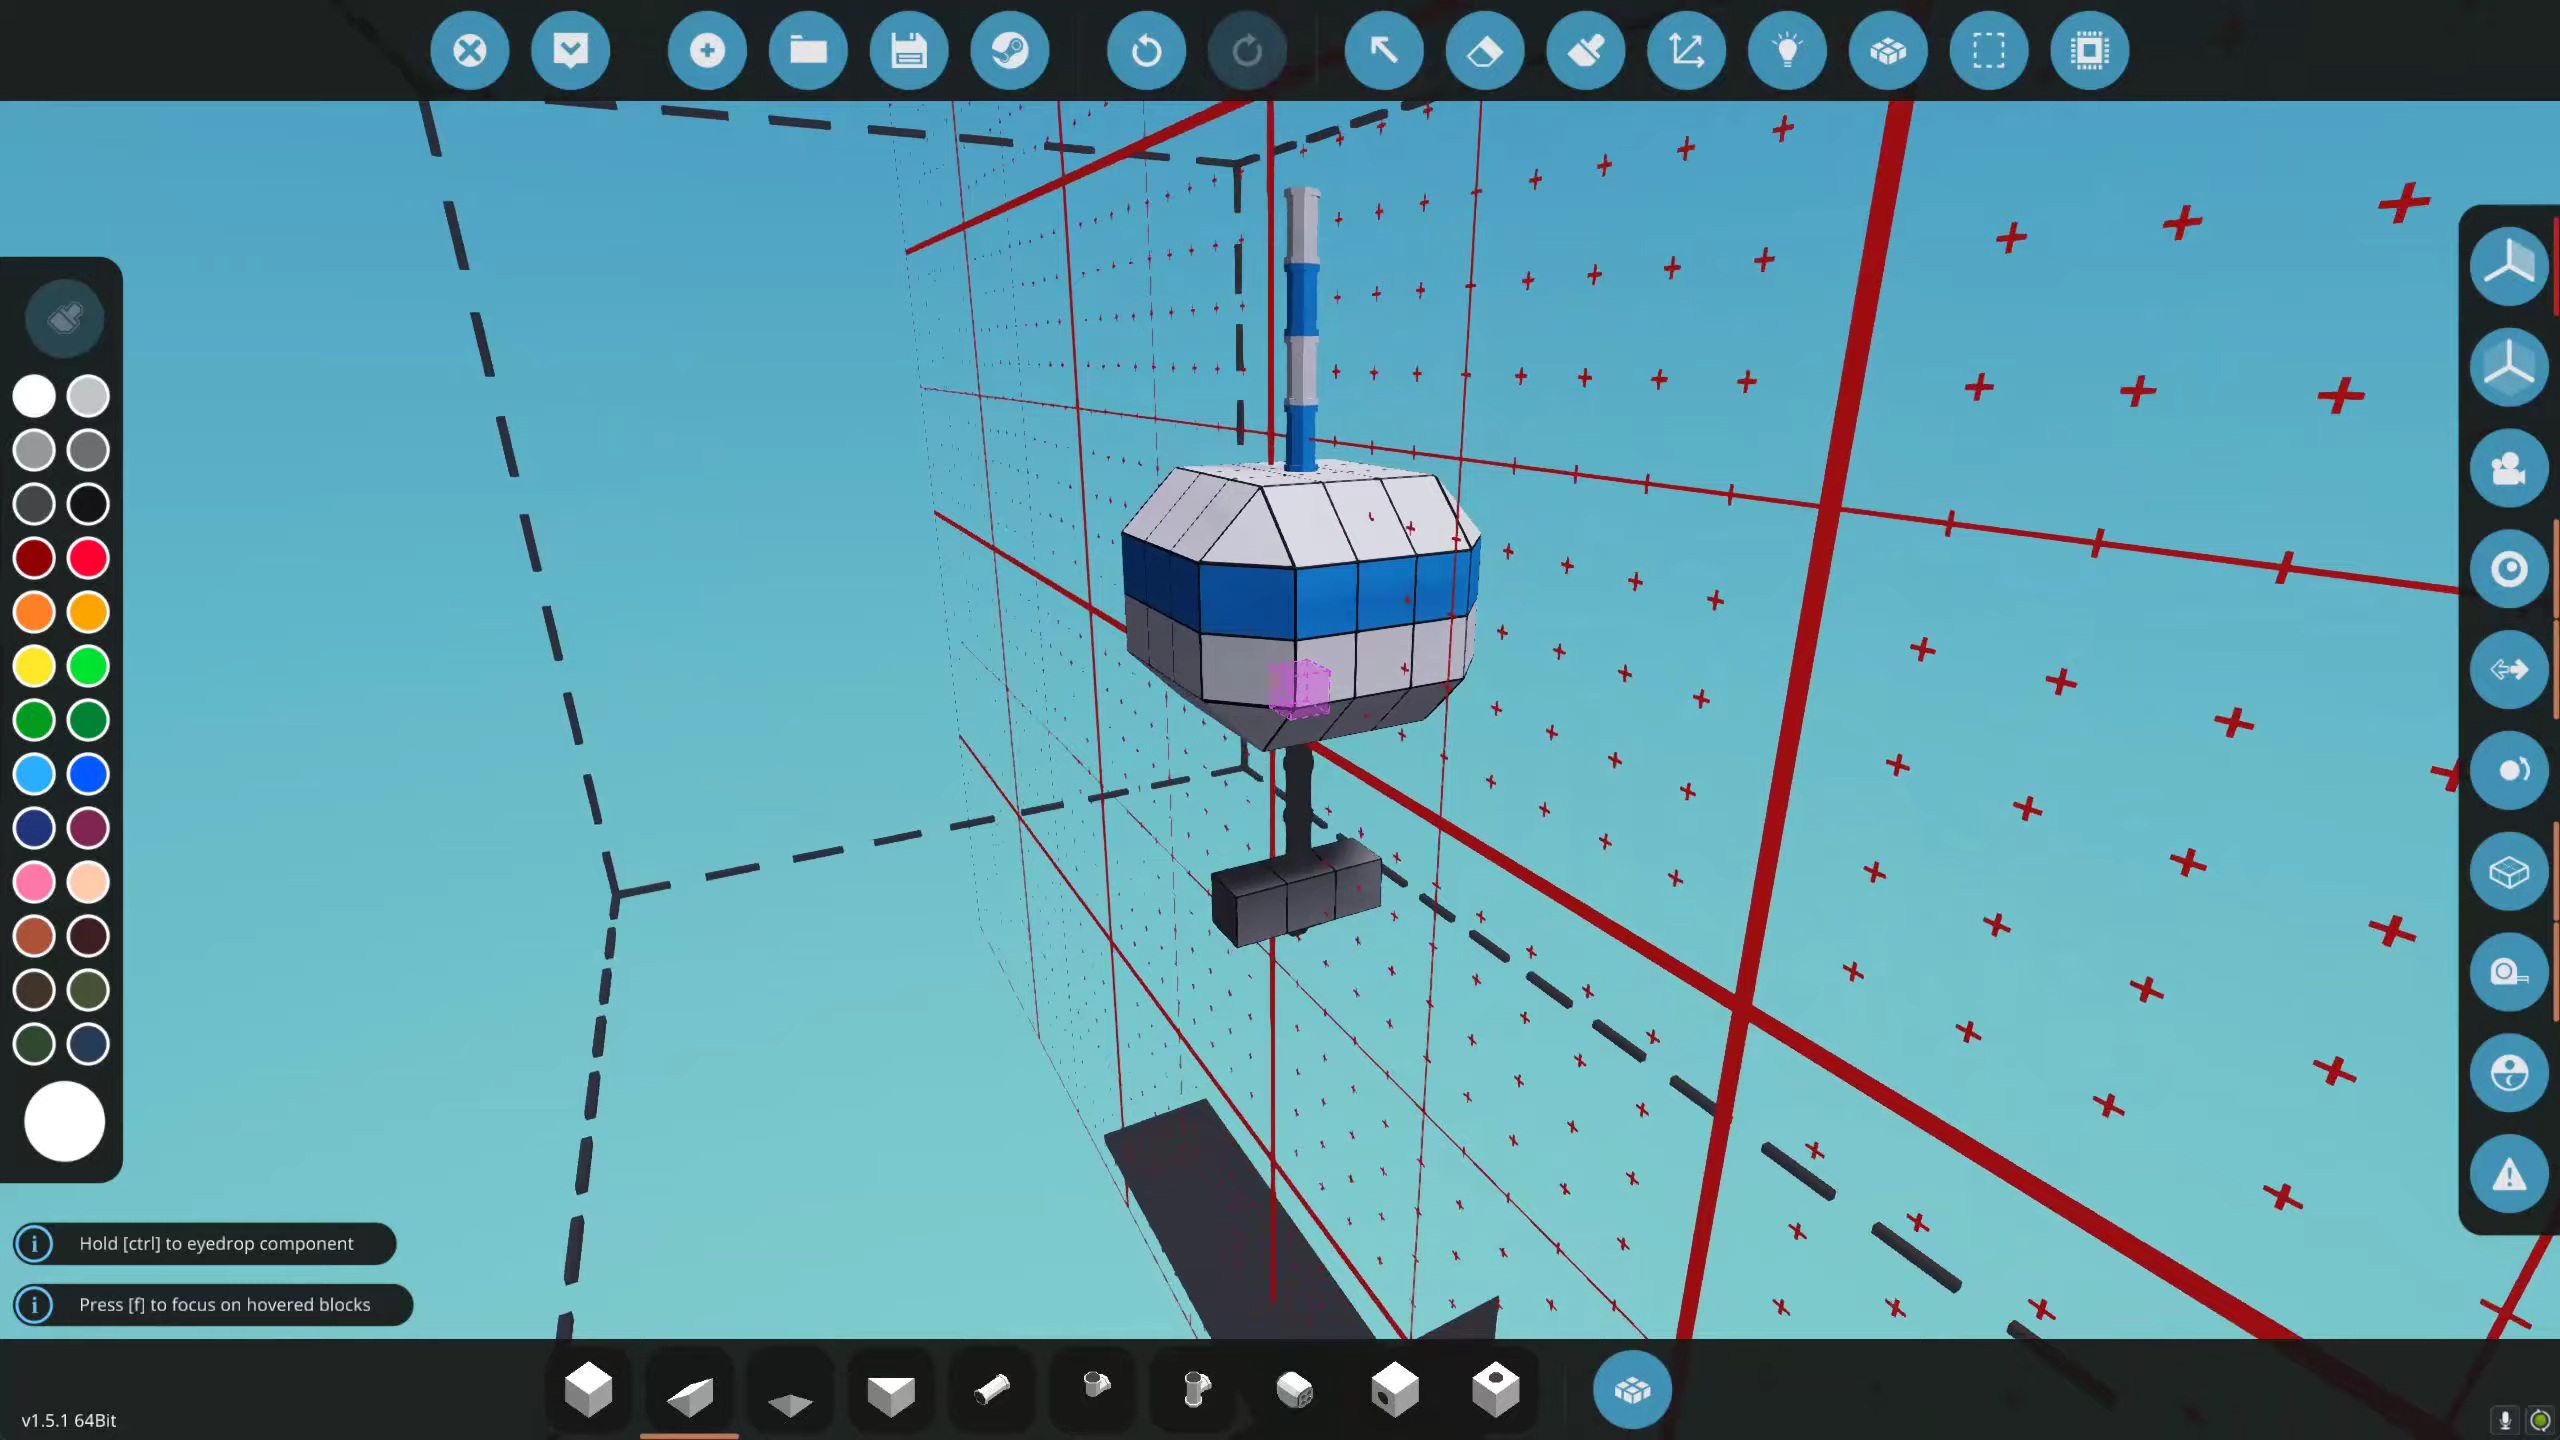 Hold [ctrl] to eyedrop component
Press [f] to focus on hovered blocks
v1.5.1 64Bit